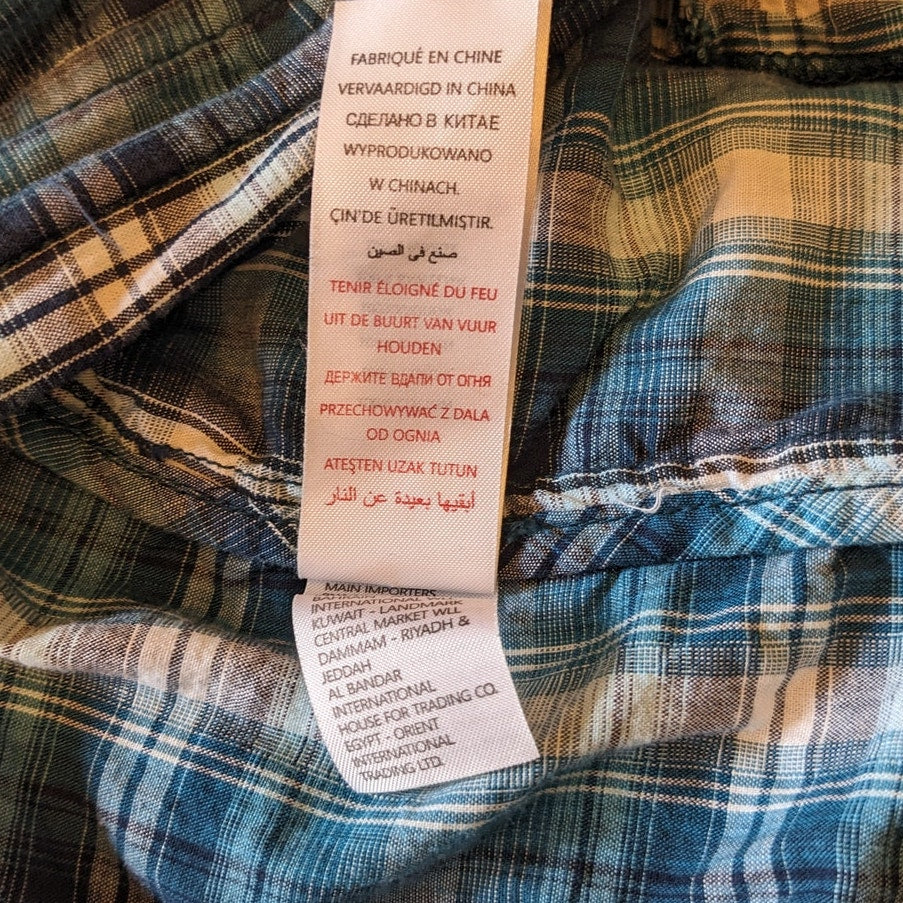 FABRIQUÉ EN CHINE
VERVAARDIGD IN CHINA
СДЕЛАНО В КИТАЕ
WYPRODUKOWANO
W CHINACH.
ÇIN'DE ÜRETILMIŞTIR.
صنع في الصين
TENIR ÉLOIGNÉ DU FEU
UIT DE BUURT VAN VUUR
HOUDEN
ДЕРЖИТЕ ВДАЛИ ОТ ОГНЯ
PRZECHOWYWAĆ Z DALA
OD OGNIA
ATEŞTEN UZAK TUTUN
أبقيها بعيدة عن النار
MAIN IMPORTERS
INTERNATIONAL
KUWAIT - LANDMARK
CENTRAL MARKET WLL
DAMMAM - RIYADH &
JEDDAH
AL BANDAR
INTERNATIONAL
HOUSE FOR TRADING CO.
EGYPT - ORIENT
INTERNATIONAL
TRADING LTD.